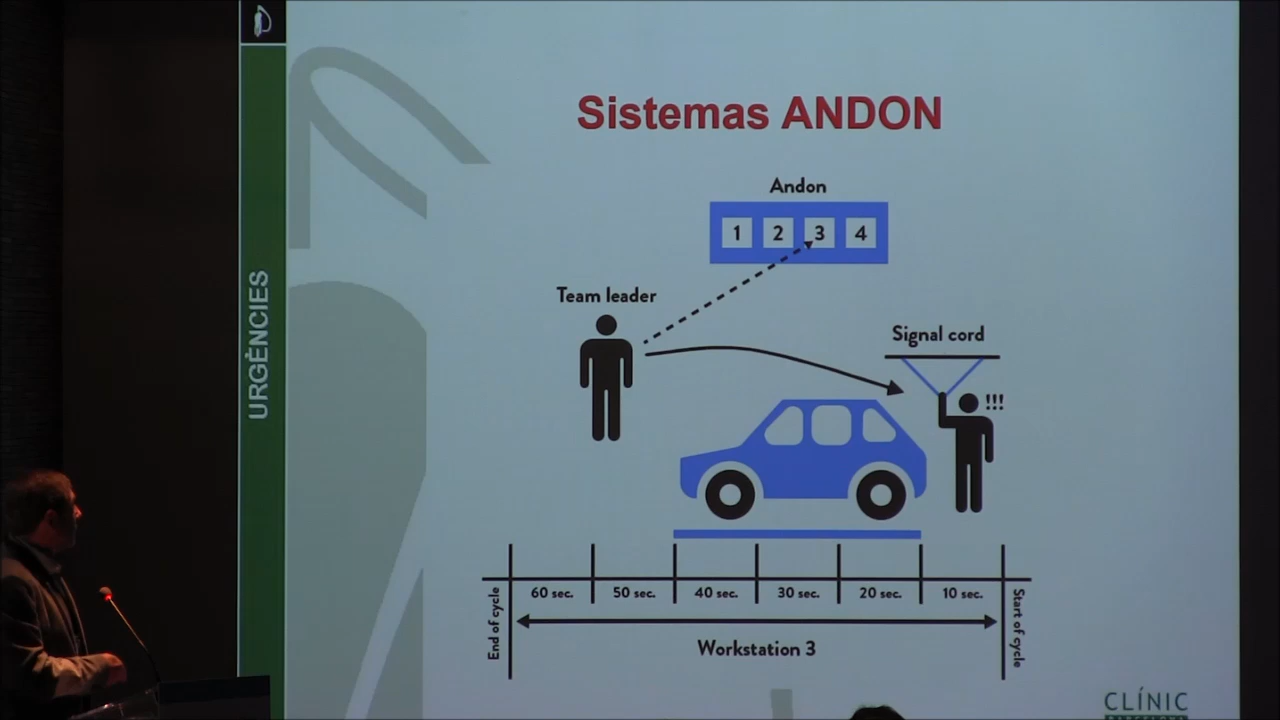 URGÈNCIES
Sistemas ANDON
Andon
1 2 3 4
Team leader
Signal cord
!!!
End of cycle
60 sec. 50 sec. 40 sec. 30 sec. 20 sec. 10 sec.
Start of cycle
Workstation 3
CLÍNIC